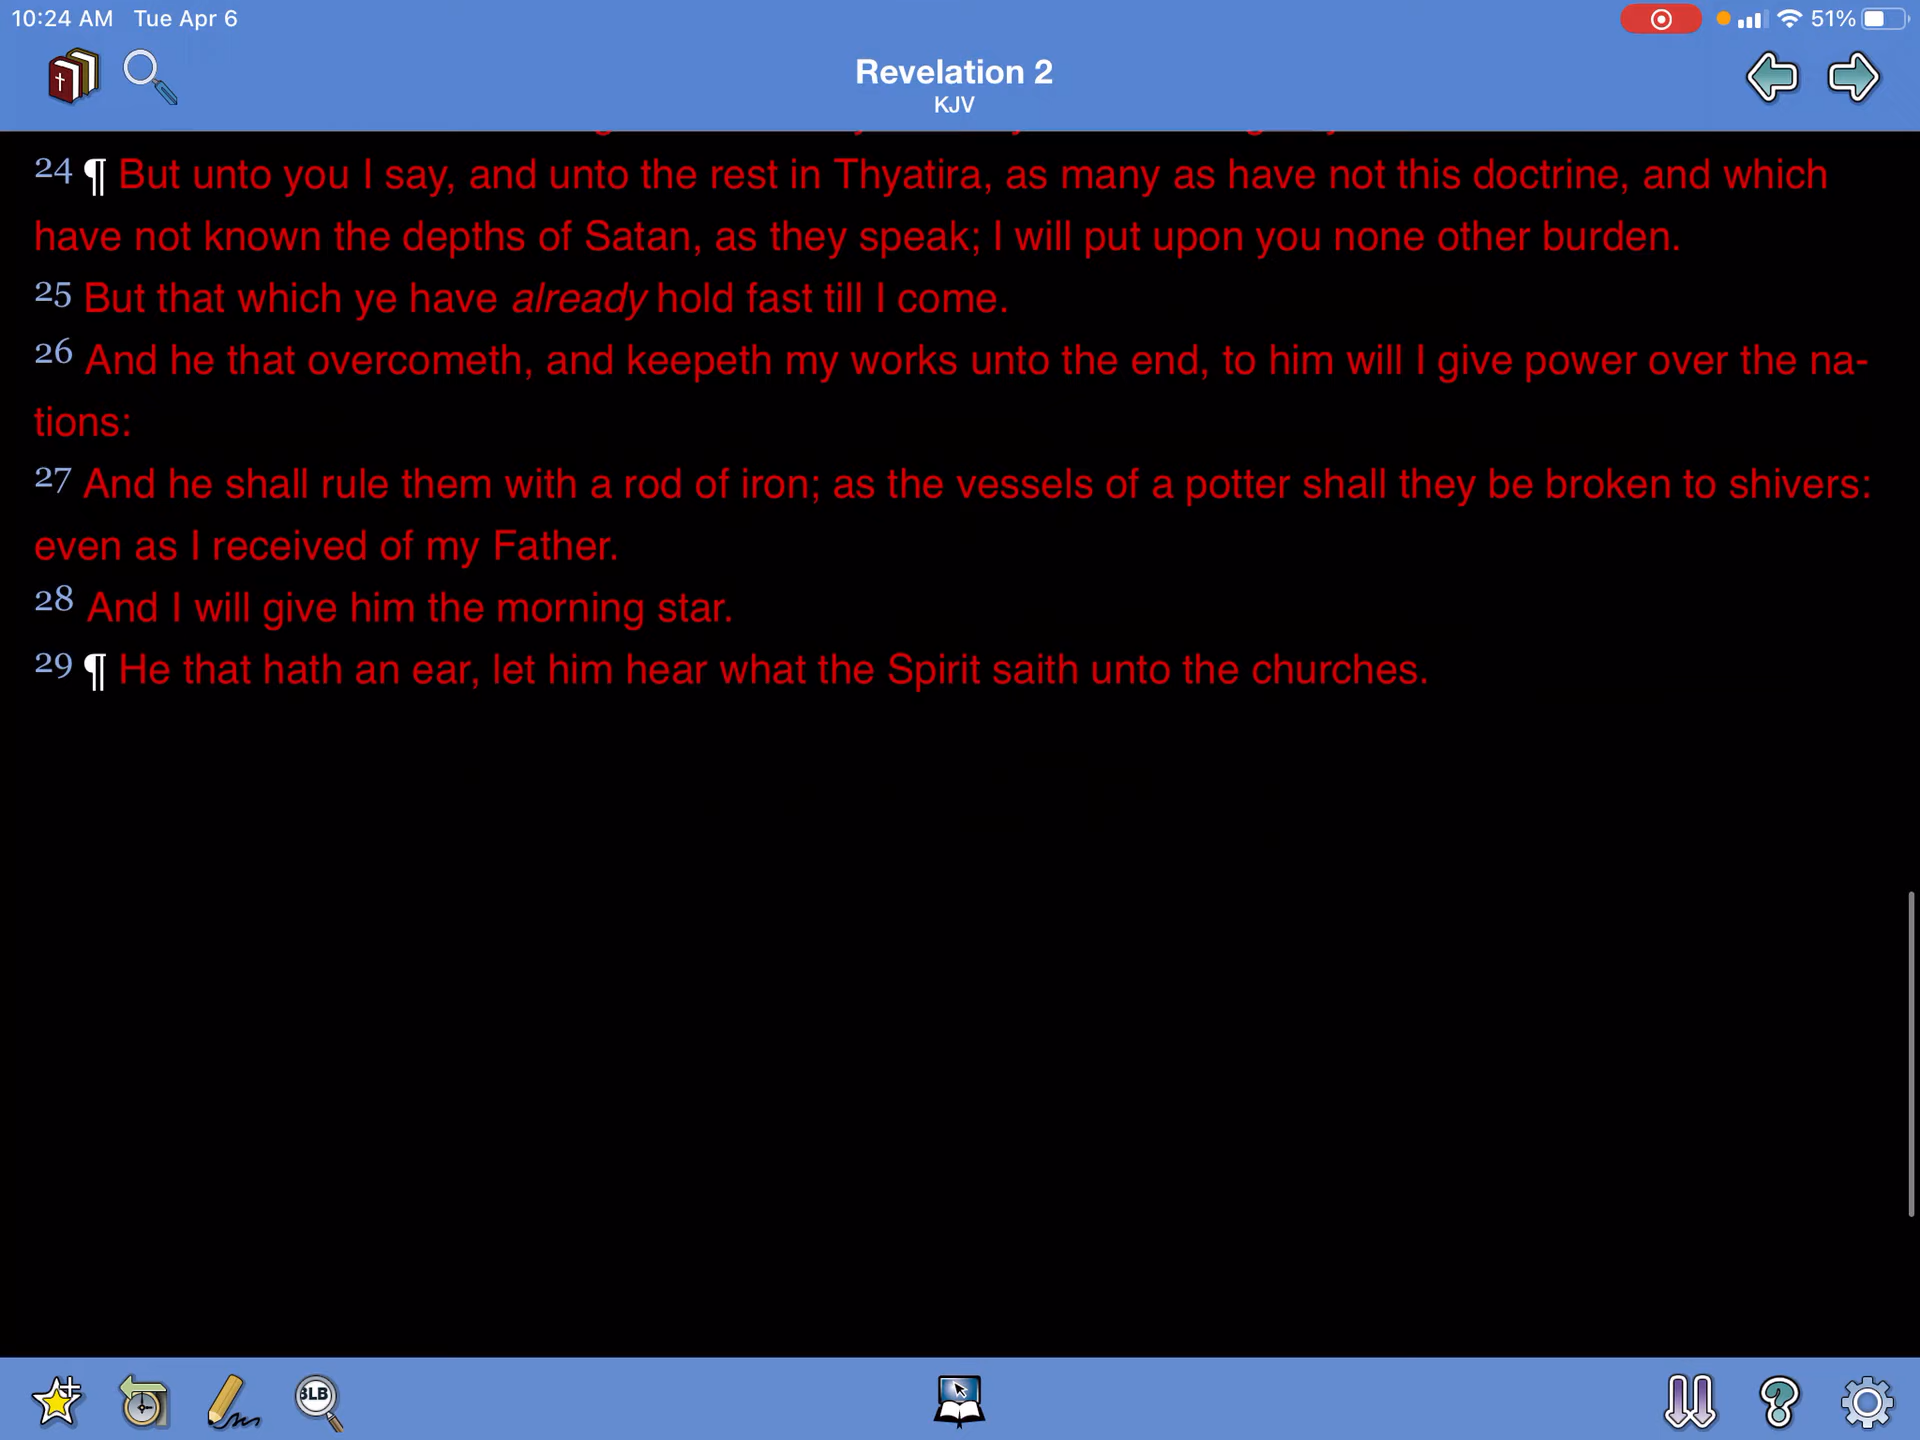 10:24 AM Tue Apr 6
51%
Revelation 2
KJV
24 ¶ But unto you I say, and unto the rest in Thyatira, as many as have not this doctrine, and which
have not known the depths of Satan, as they speak; I will put upon you none other burden.
25 But that which ye have already hold fast till I come.
26 And he that overcometh, and keepeth my works unto the end, to him will I give power over the na-
tions:
27 And he shall rule them with a rod of iron; as the vessels of a potter shall they be broken to shivers:
even as I received of my Father.
28 And I will give him the morning star.
29 ¶ He that hath an ear, let him hear what the Spirit saith unto the churches.
BLB